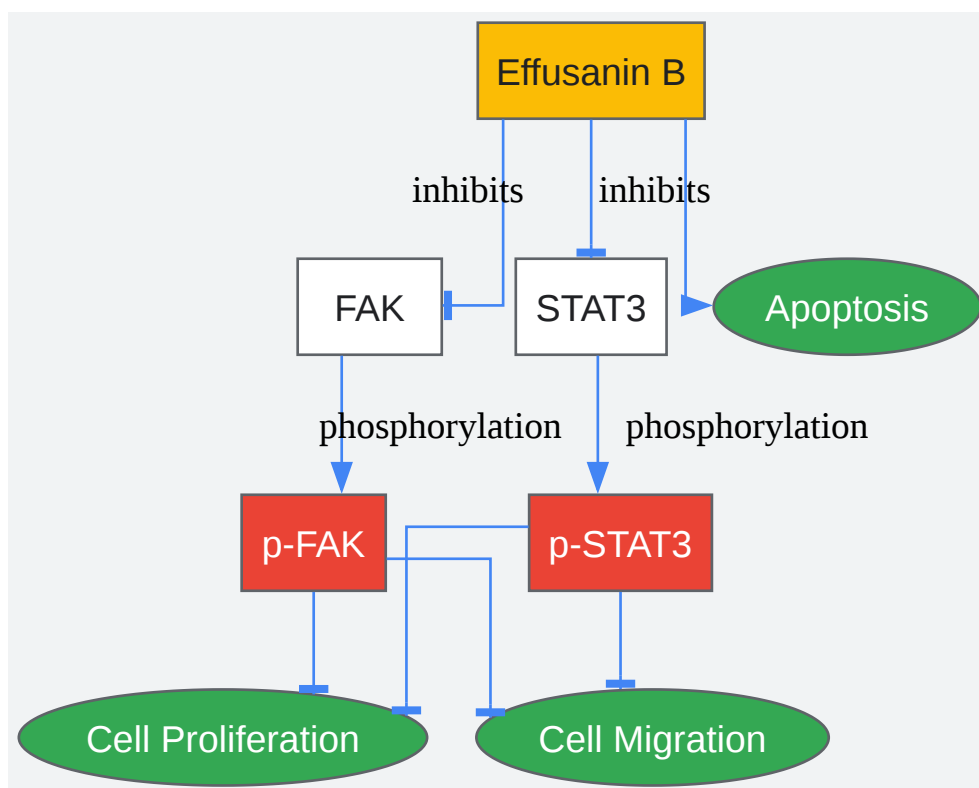 Effusanin B
inhibits
inhibits
FAK
STAT3
Apoptosis
phosphorylation
phosphorylation
p-FAK
p-STAT3
Cell Proliferation
Cell Migration